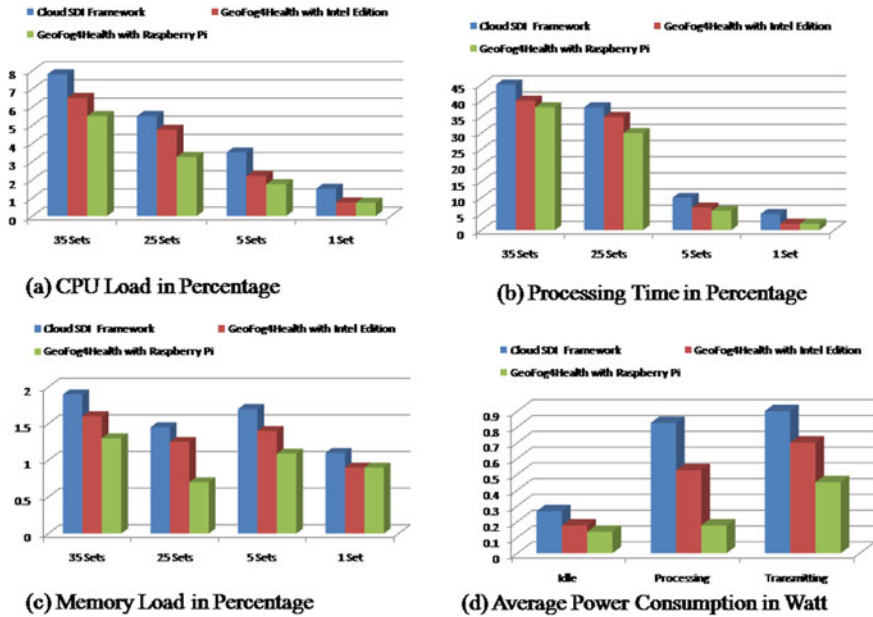 Cloud SDI Framework
GeoFog4Health with Intel Edition
GeoFog4Health with Raspberry Pi
8
7
6
5
4
3
2
1
0
35 Sets
25 Sets
5 Sets
1 Set
(a) CPU Load in Percentage
Cloud SDI Framework
GeoFog4Health with Intel Edition
GeoFog4Health with Raspberry Pi
45
40
35
30
25
20
15
10
5
0
35 Sets
25 Sets
5 Sets
1 Set
(b) Processing Time in Percentage
Cloud SDI Framework
GeoFog4Health with Intel Edition
GeoFog4Health with Raspberry Pi
2
1.5
1
0.5
0
35 Sets
25 Sets
5 Sets
1 Set
(c) Memory Load in Percentage
Cloud SDI Framework
GeoFog4Health with Intel Edition
GeoFog4Health with Raspberry Pi
0.9
0.8
0.7
0.6
0.5
0.4
0.3
0.2
0.1
0
Idle
Processing
Transmitting
(d) Average Power Consumption in Watt